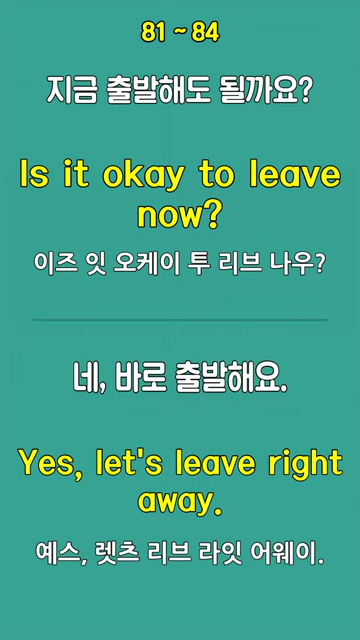 81 ~ 84
지금 출발해도 될까요?
Is it okay to leave
now?
이즈 잇 오케이 투 리브 나우?
네, 바로 출발해요.
Yes, let's leave right
away.
예스, 렛츠 리브 라잇 어웨이.